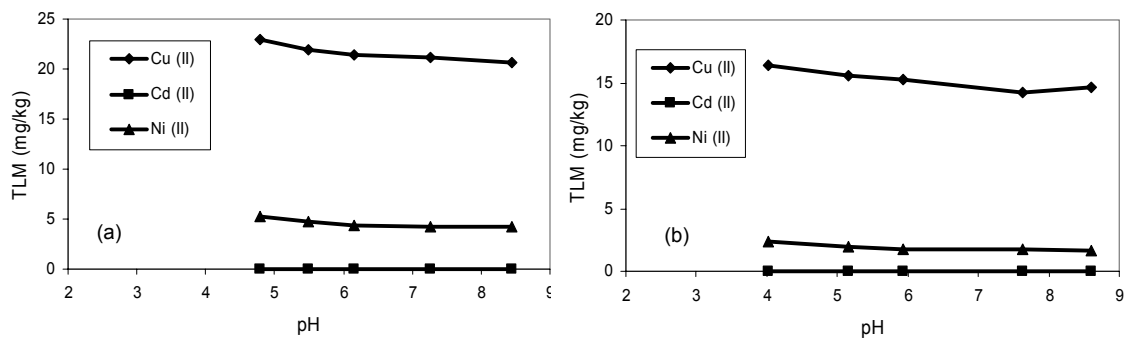 25
20
15
10
5
0
TLM (mg/kg)
Cu (II)
Cd (II)
Ni (II)
(a)
2 3 4 5 6 7 8 9
pH
20
15
10
5
0
TLM (mg/kg)
Cu (II)
Cd (II)
Ni (II)
(b)
2 3 4 5 6 7 8 9
pH